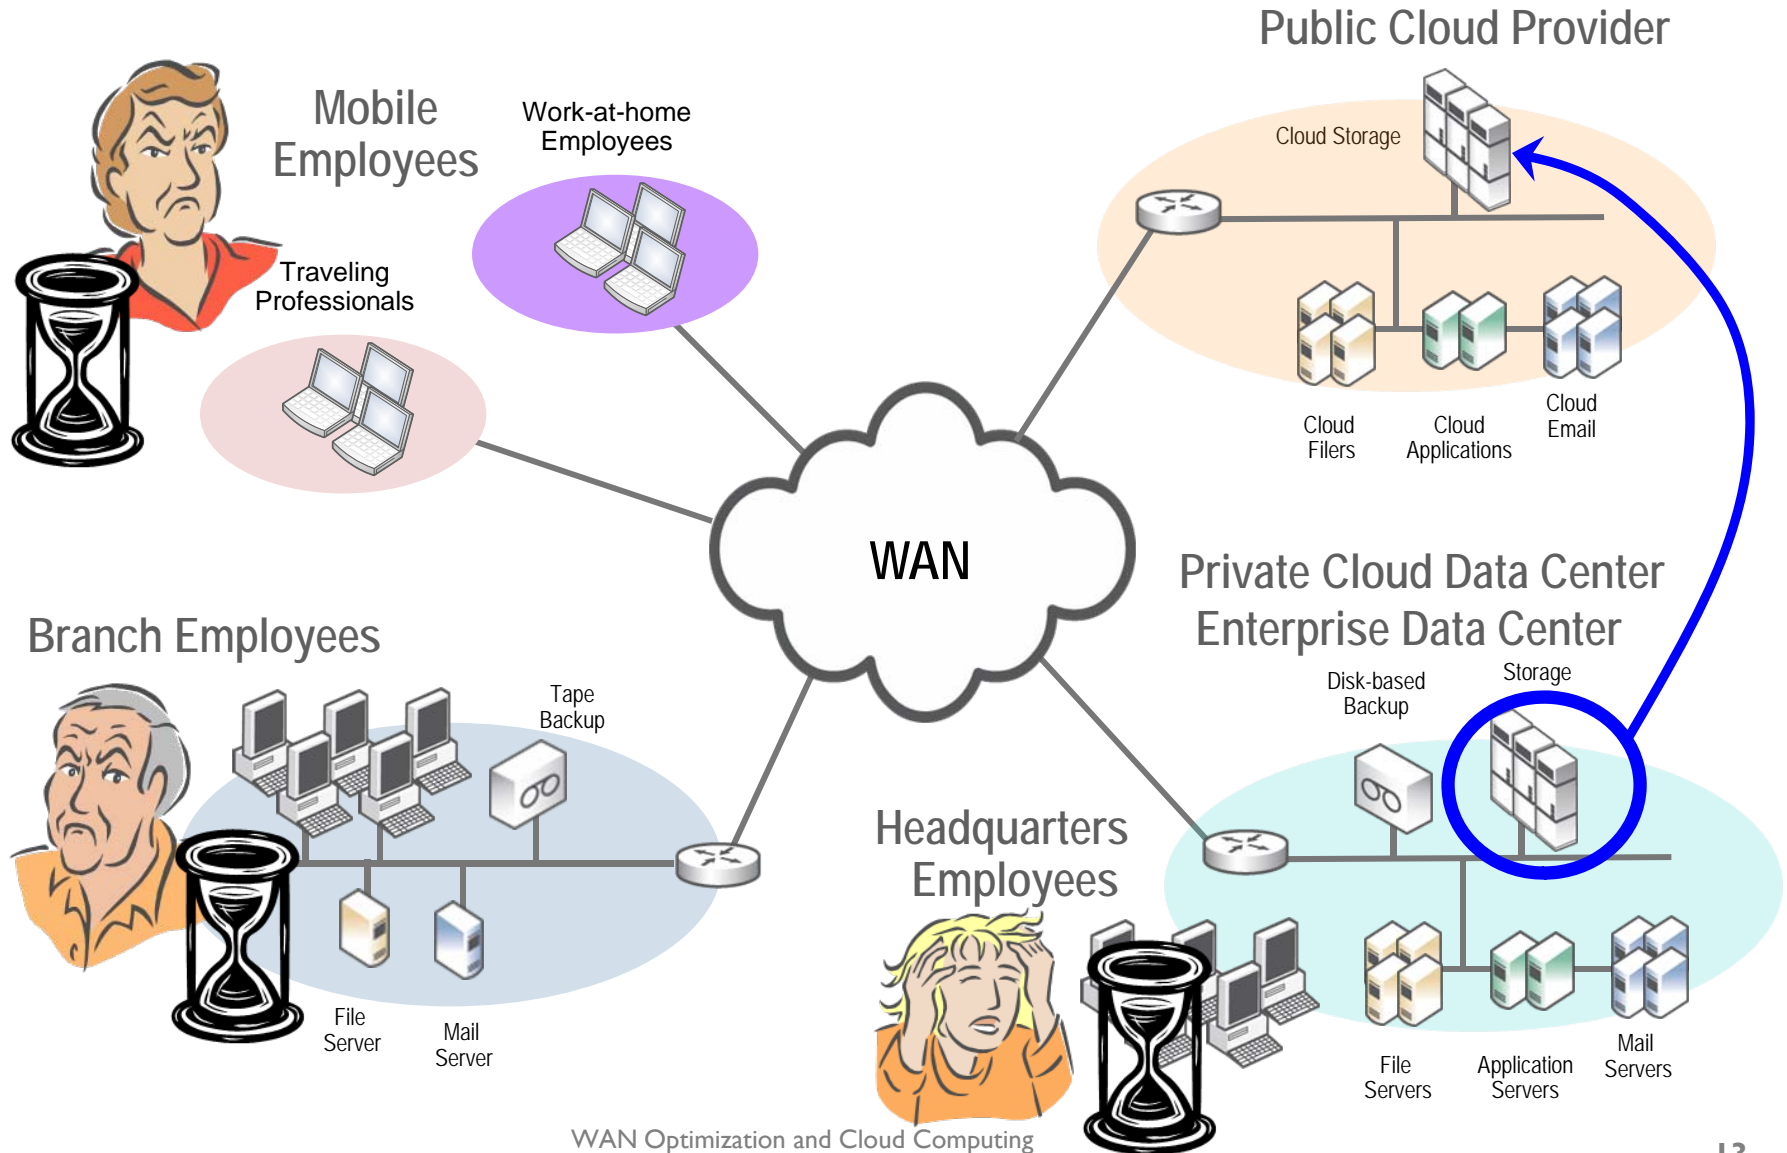 Public Cloud Provider
Mobile
Employees
Work-at-home
Employees
Cloud Storage
Traveling
Professionals
Cloud
Filers
Cloud
Applications
Cloud
Email
WAN
Private Cloud Data Center
Enterprise Data Center
Branch Employees
Tape
Backup
Disk-based
Backup
Storage
Headquarters
Employees
File
Server
Mail
Server
File
Servers
Application
Servers
Mail
Servers
WAN Optimization and Cloud Computing